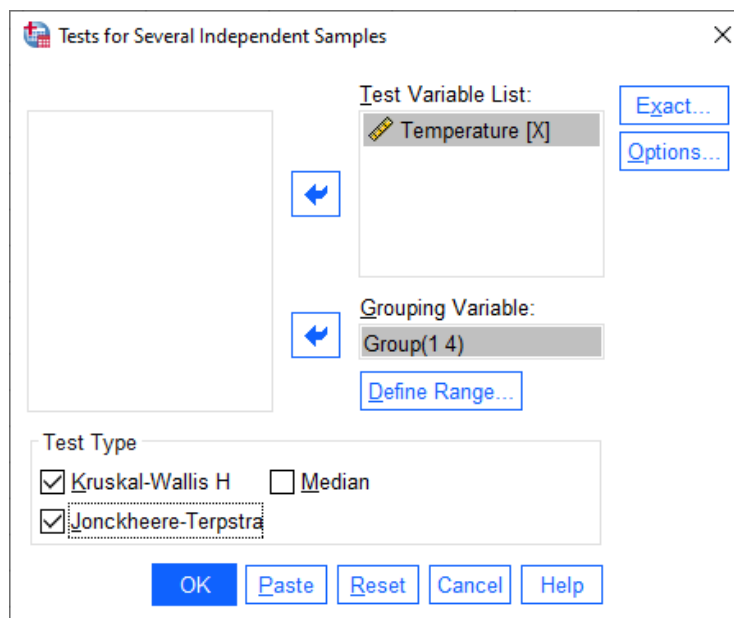 Tests for Several Independent Samples
Test Variable List:
Temperature [X]
Exact...
Options...
Grouping Variable:
Group(1 4)
Define Range...
Test Type
Kruskal-Wallis H
Median
Jonckheere-Terpstra
OK
Paste
Reset
Cancel
Help